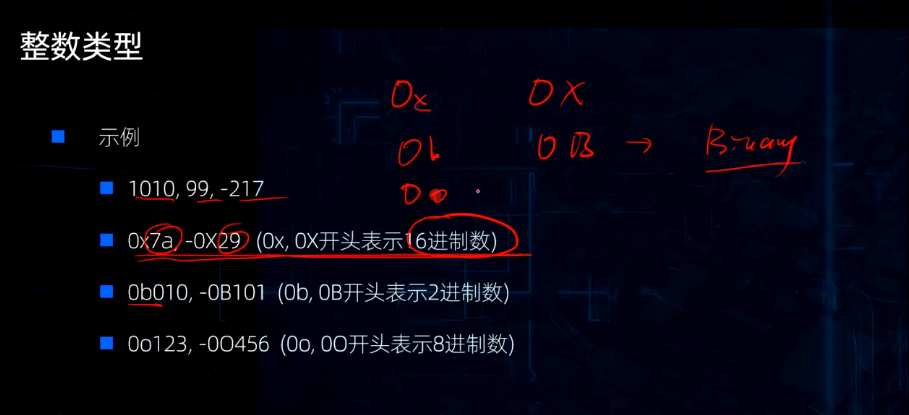 整数类型
0x 0X
示例
0b 0B → Binary
1010, 99, -217
0o
0x7a, -0X29 (0x, 0X开头表示16进制数)
0b010, -0B101 (0b, 0B开头表示2进制数)
0o123, -0O456 (0o, 0O开头表示8进制数)